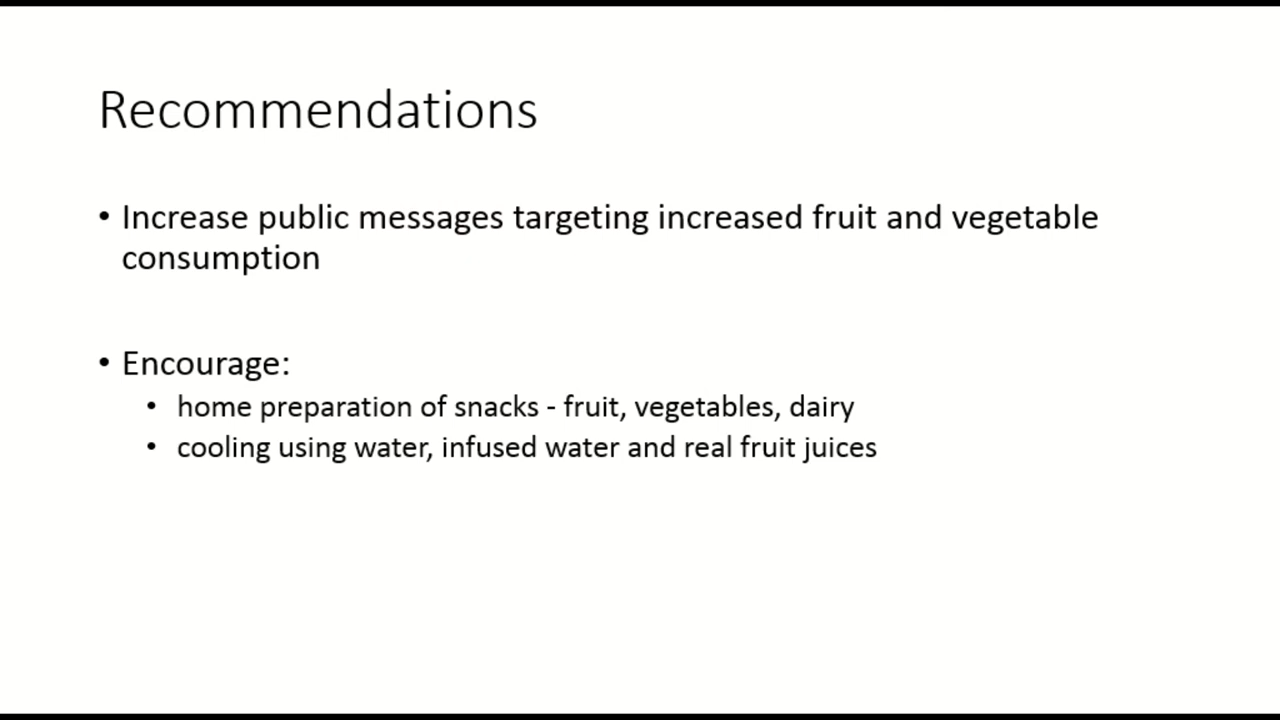 Recommendations
• Increase public messages targeting increased fruit and vegetable
consumption
• Encourage:
• home preparation of snacks - fruit, vegetables, dairy
• cooling using water, infused water and real fruit juices